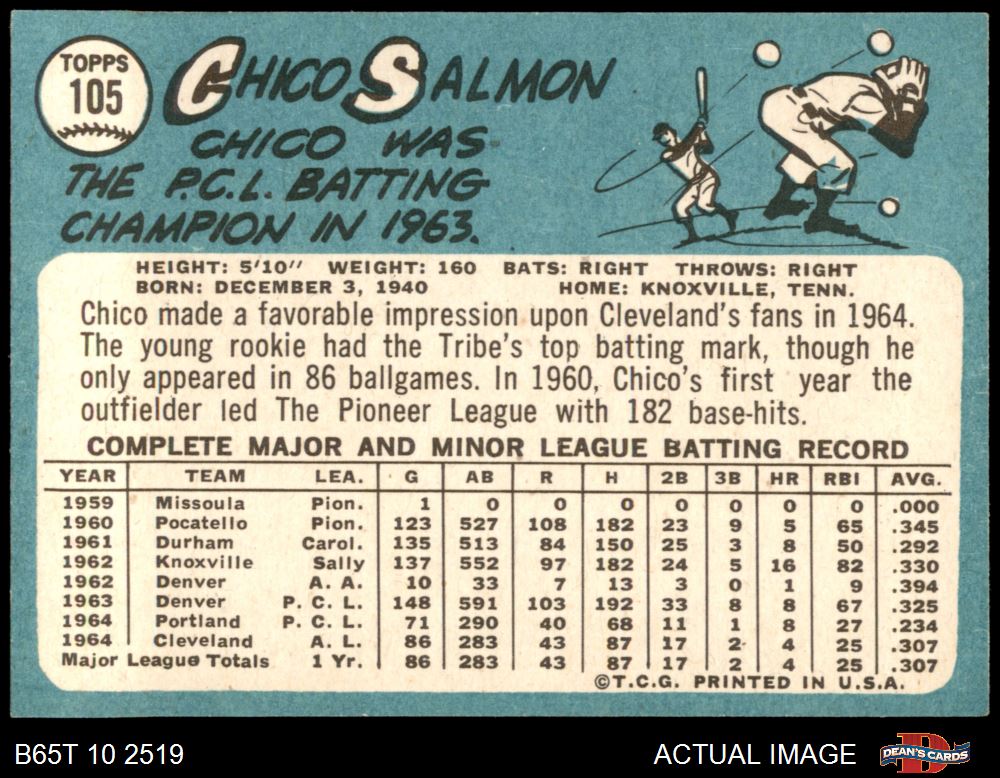 TOPPS
105
CHICO SALMON
CHICO WAS
THE P.C.L. BATTING
CHAMPION IN 1963.
HEIGHT: 5'10" WEIGHT: 160 BATS: RIGHT THROWS: RIGHT
BORN: DECEMBER 3, 1940 HOME: KNOXVILLE, TENN.
Chico made a favorable impression upon Cleveland's fans in 1964.
The young rookie had the Tribe's top batting mark, though he
only appeared in 86 ballgames. In 1960, Chico's first year the
outfielder led The Pioneer League with 182 base-hits.
COMPLETE MAJOR AND MINOR LEAGUE BATTING RECORD
YEAR TEAM LEA. G AB R H 2B 3B HR RBI AVG.
1959 Missoula Pion. 1 0 0 0 0 0 0 0 .000
1960 Pocatello Pion. 123 527 108 182 23 9 5 65 .345
1961 Durham Carol. 135 513 84 150 25 3 8 50 .292
1962 Knoxville Sally 137 552 97 182 24 5 16 82 .330
1962 Denver A. A. 10 33 7 13 3 0 1 9 .394
1963 Denver P. C. L. 148 591 103 192 33 8 8 67 .325
1964 Portland P. C. L. 71 290 40 68 11 1 8 27 .234
1964 Cleveland A. L. 86 283 43 87 17 2 4 25 .307
Major League Totals 1 Yr. 86 283 43 87 17 2 4 25 .307
©T.C.G. PRINTED IN U.S.A.
B65T 10 2519 ACTUAL IMAGE DEAN'S CARDS